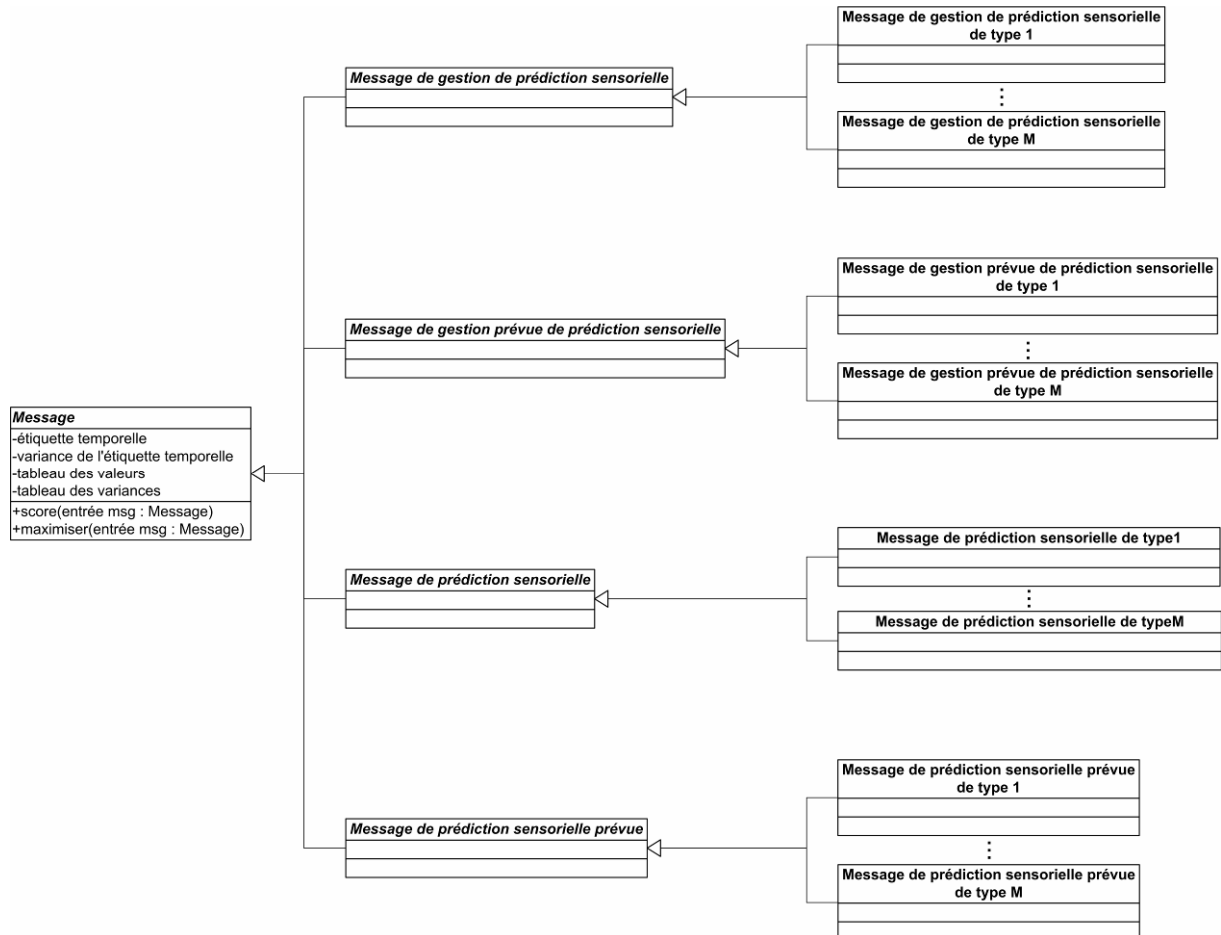 Message de gestion de prédiction sensorielle
de type 1
Message de gestion de prédiction sensorielle
Message de gestion de prédiction sensorielle
de type M
Message de gestion prévue de prédiction sensorielle
de type 1
Message de gestion prévue de prédiction sensorielle
Message de gestion prévue de prédiction sensorielle
de type M
Message
-étiquette temporelle
-variance de l'étiquette temporelle
-tableau des valeurs
-tableau des variances
+score(entrée msg : Message)
+maximiser(entrée msg : Message)
Message de prédiction sensorielle de type1
Message de prédiction sensorielle
Message de prédiction sensorielle de typeM
Message de prédiction sensorielle prévue
de type 1
Message de prédiction sensorielle prévue
Message de prédiction sensorielle prévue
de type M